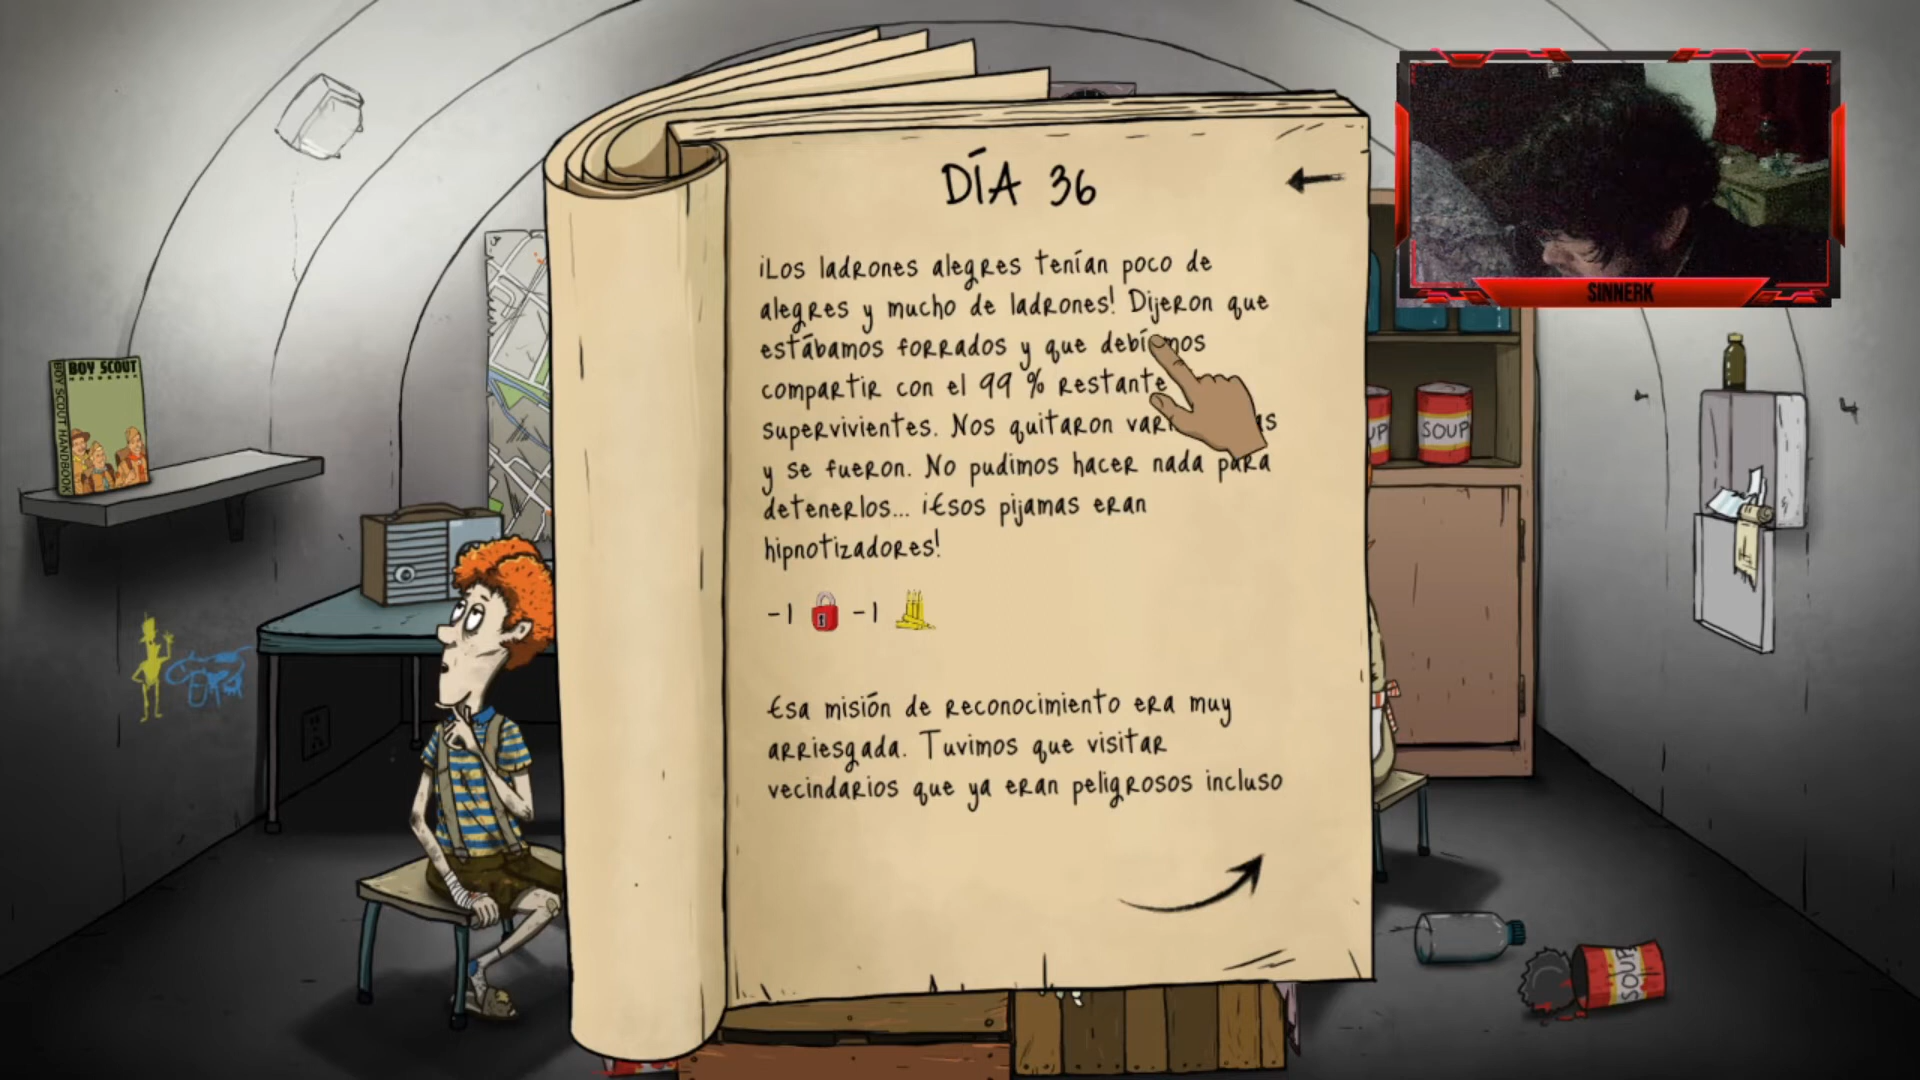 DÍA 36
¡Los ladrones alegres tenían poco de
alegres y mucho de ladrones! Dijeron que
estábamos forrados y que debíamos
compartir con el 99 % restante
supervivientes. Nos quitaron
y se fueron. No pudimos hacer nada para
detenerlos... ¡Esos pijamas eran
hipnotizadores!
-1 -1
Esa misión de reconocimiento era muy
arriesgada. Tuvimos que visitar
vecindarios que ya eran peligrosos incluso
SINNERK
BOY SCOUT
BOY SCOUT HANDBOOK
UP
SOUP
SOUP